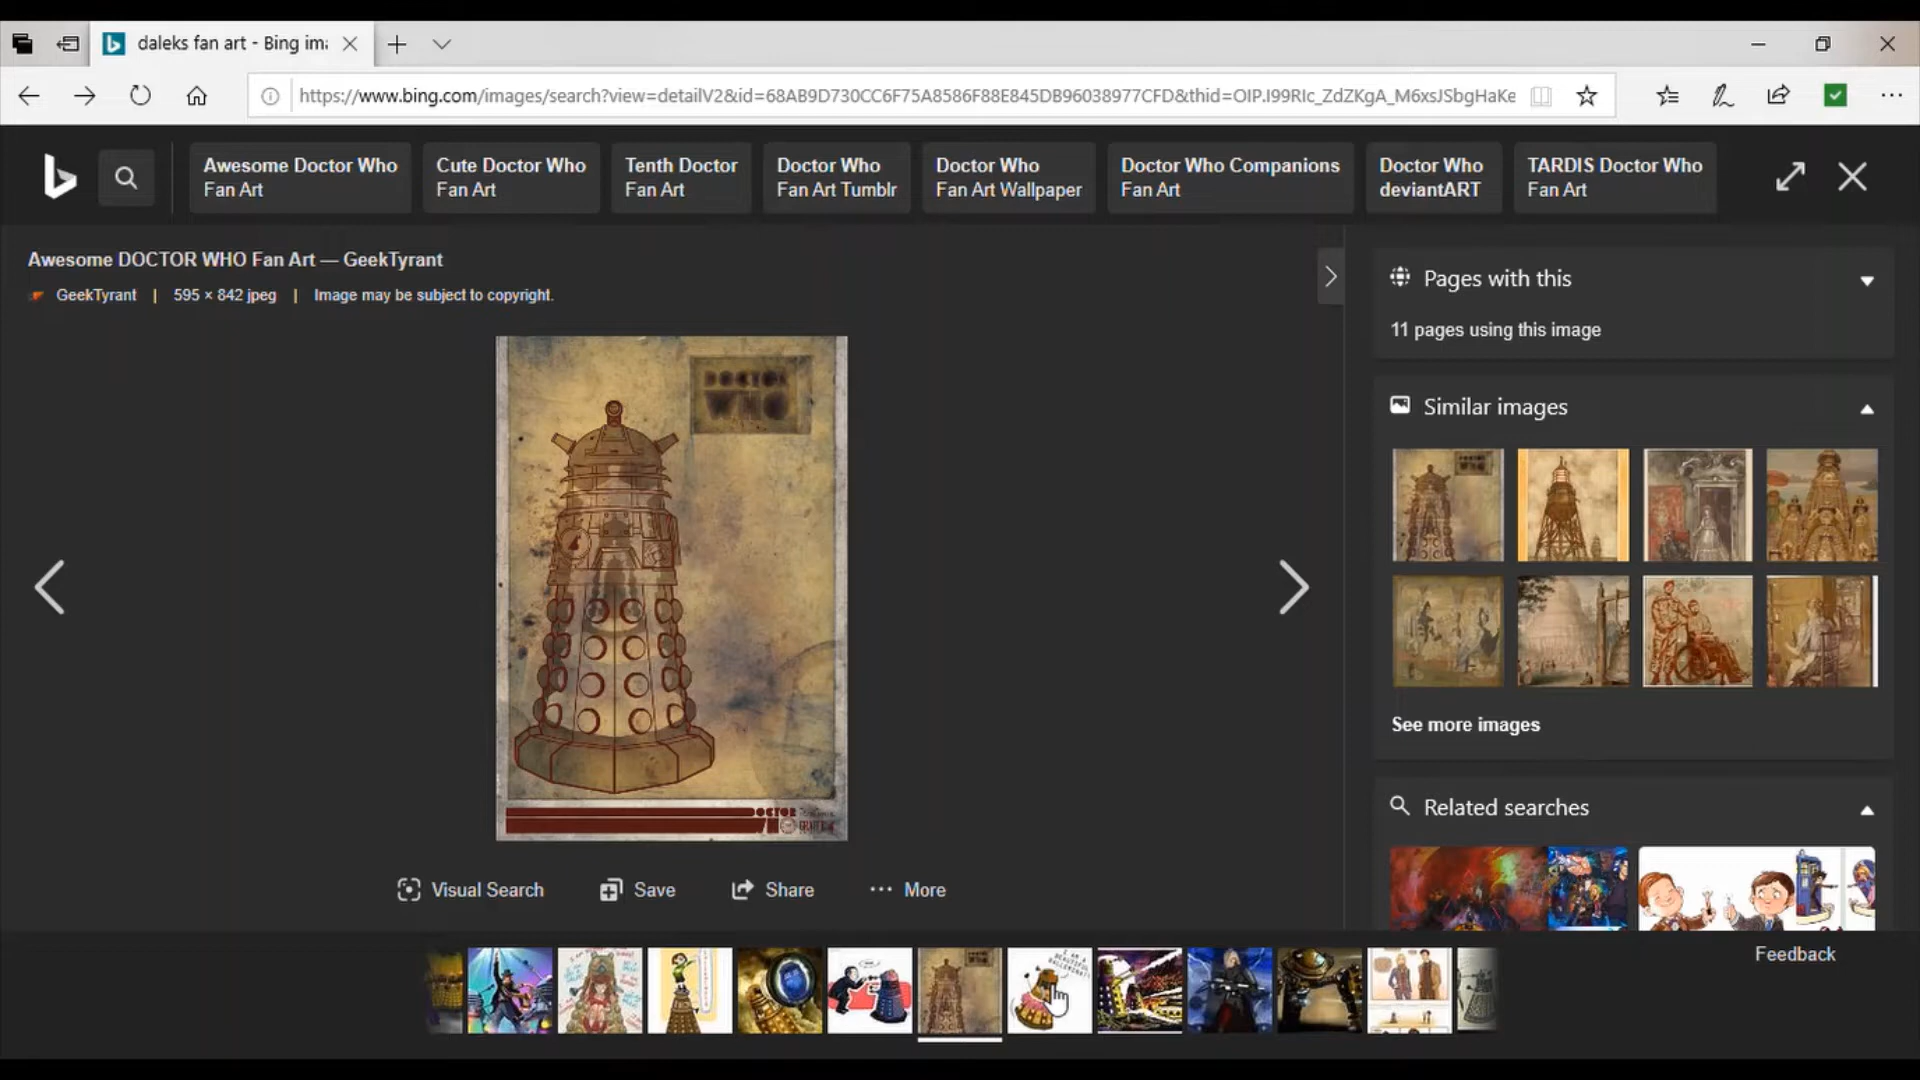 daleks fan art - Bing im
https://www.bing.com/images/search?view=detailV2&id=68AB9D730CC6F75A8586F88E845DB96038977CFD&thid=OIP.I99RIc_ZdZKgA_M6xsJSbgHaKe
Awesome Doctor Who
Fan Art
Cute Doctor Who
Fan Art
Tenth Doctor
Fan Art
Doctor Who
Fan Art Tumblr
Doctor Who
Fan Art Wallpaper
Doctor Who Companions
Fan Art
Doctor Who
deviantART
TARDIS Doctor Who
Fan Art
Awesome DOCTOR WHO Fan Art — GeekTyrant
GeekTyrant | 595 × 842 jpeg | Image may be subject to copyright.
DOCTOR
WHO
DOCTOR
Pages with this
11 pages using this image
Similar images
See more images
Related searches
Visual Search
Save
Share
More
I AM A
BEAUTIFUL
Feedback